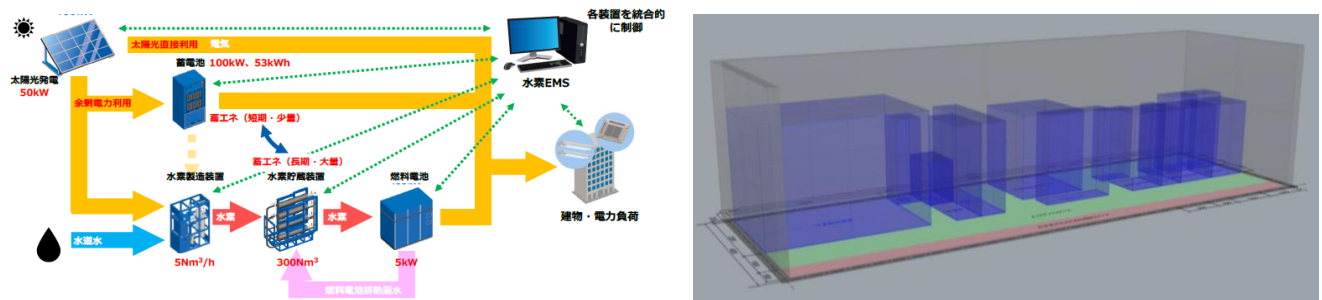 各装置を統合的
に制御
太陽光直接利用 電気
蓄電池 100kW、53kWh
太陽光発電
50kW
水素EMS
余剰電力利用
蓄エネ（短期・少量）
蓄エネ（長期・大量）
水素製造装置
水素貯蔵装置
燃料電池
水素
水素
建物・電力負荷
水道水
5Nm³/h
300Nm³
5kW
燃料電池排熱温水